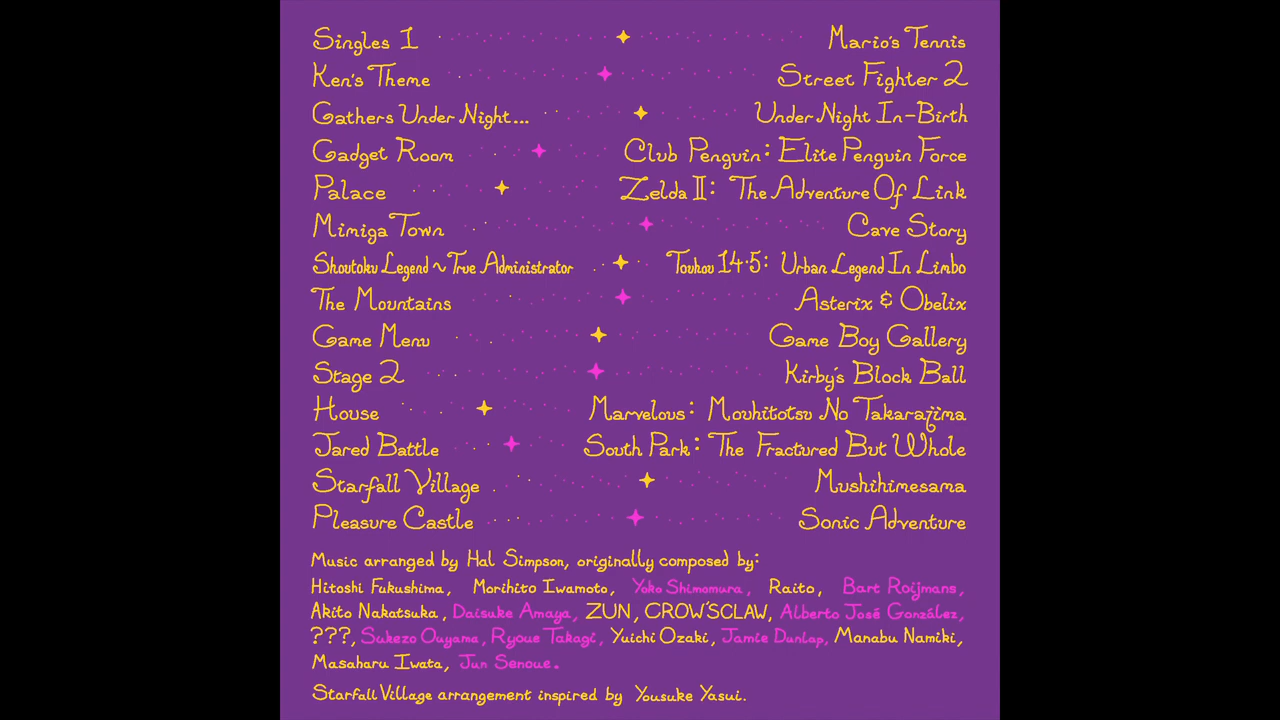 Singles 1 Mario's Tennis
Ken's Theme Street Fighter 2
Gathers Under Night... Under Night In-Birth
Gadget Room Club Penguin: Elite Penguin Force
Palace Zelda II: The Adventure Of Link
Mimiga Town Cave Story
Shoutoku Legend ~ True Administrator Touhou 14.5: Urban Legend In Limbo
The Mountains Asterix & Obelix
Game Menu Game Boy Gallery
Stage 2 Kirby's Block Ball
House Marvelous: Mouhitotsu No Takarajima
Jared Battle South Park: The Fractured But Whole
Starfall Village Mushihimesama
Pleasure Castle Sonic Adventure
Music arranged by Hal Simpson, originally composed by:
Hitoshi Fukushima, Morihito Iwamoto, Yoko Shimomura, Raito, Bart Roijmans,
Akito Nakatsuka, Daisuke Amaya, ZUN, CROW'SCLAW, Alberto José González,
???, Sukezo Ouyama, Ryoue Takagi, Yuichi Ozaki, Jamie Dunlap, Manabu Namiki,
Masaharu Iwata, Jun Senoue.
Starfall Village arrangement inspired by Yousuke Yasui.